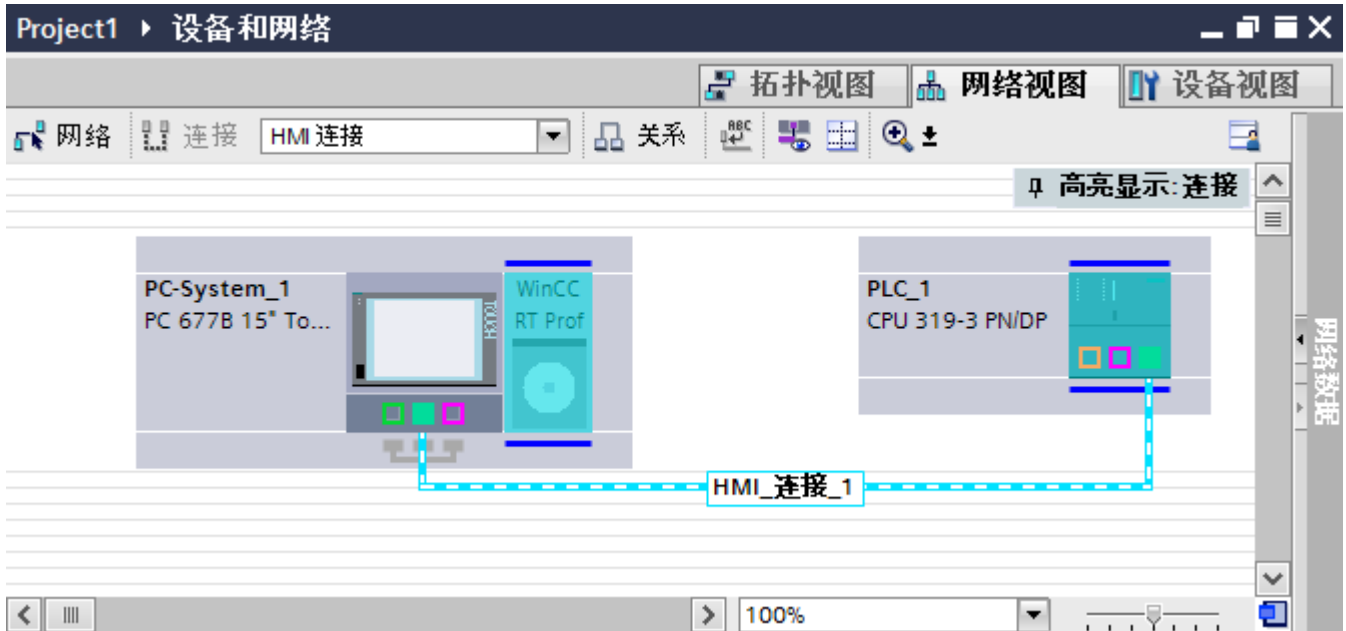 Project1 ▸ 设备和网络
拓扑视图 网络视图 设备视图
网络 连接 HMI 连接 关系 ABC
高亮显示:连接
PC-System_1
PC 677B 15" To...
TOUCH
WinCC
RT Prof
PLC_1
CPU 319-3 PN/DP
HMI_连接_1
网络数据
100%